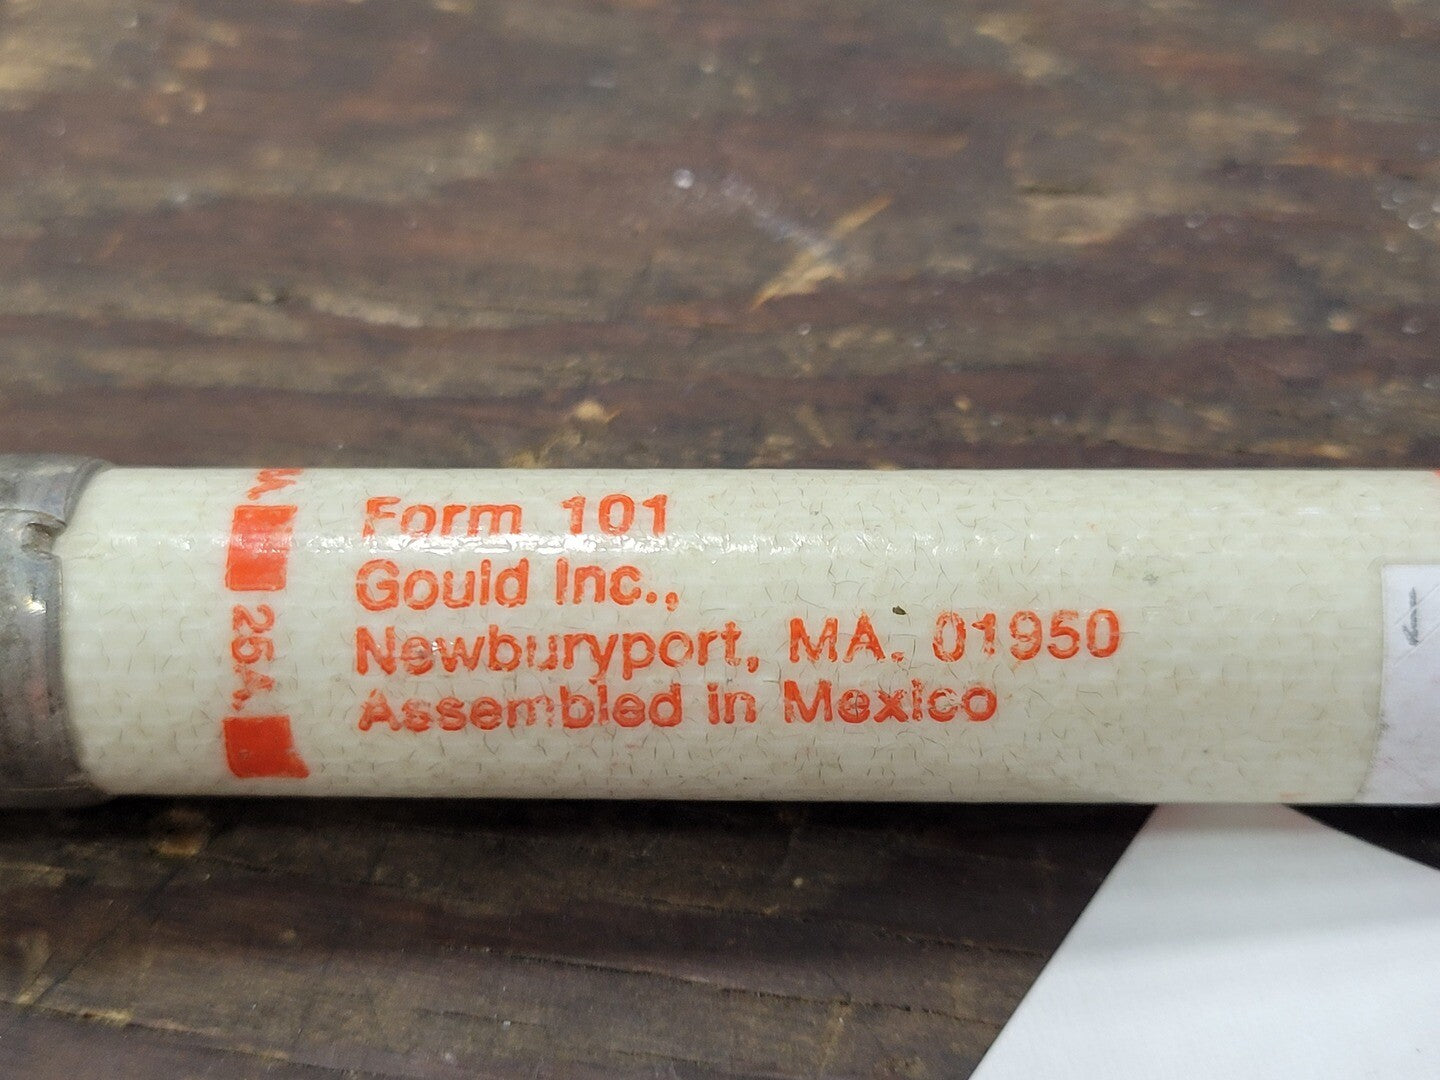 Form 101
Gould Inc.,
Newburyport, MA. 01950
Assembled in Mexico
25A